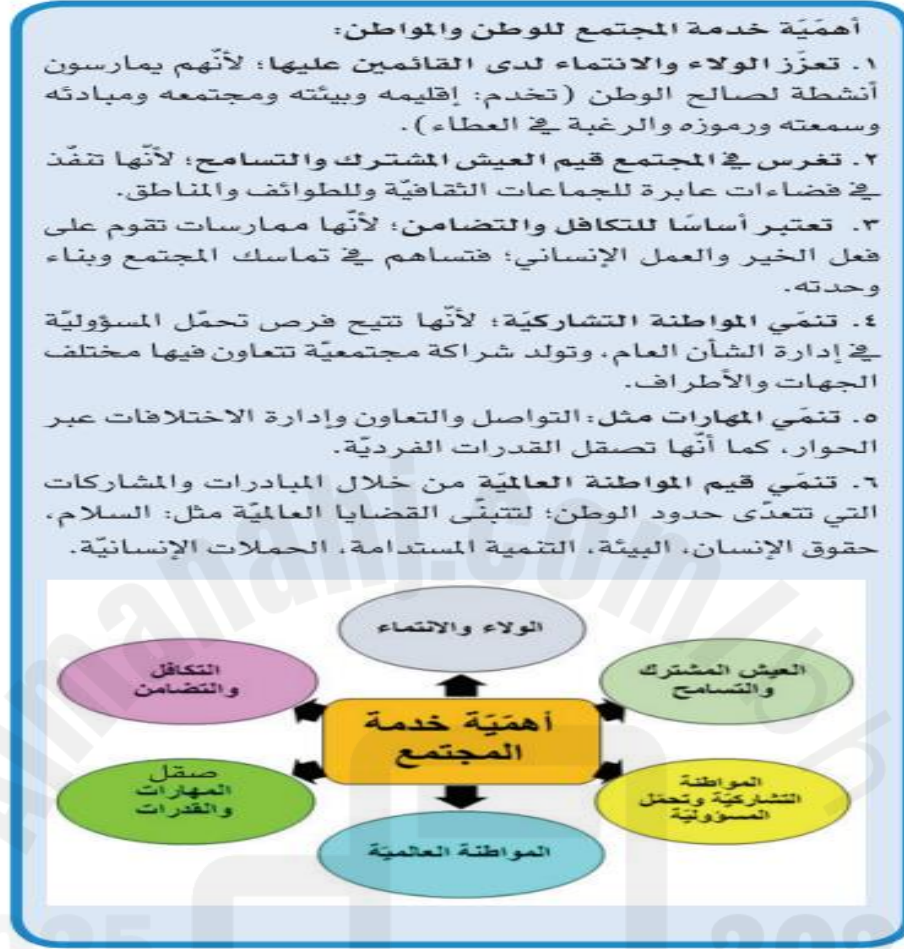 أهمّيّة خدمة المجتمع للوطن والمواطن:
١. تعزّز الولاء والانتماء لدى القائمين عليها؛ لأنّهم يمارسون
أنشطة لصالح الوطن (تخدم: إقليمه وبيئته ومجتمعه ومبادئه
وسمعته ورموزه والرغبة في العطاء).
٢. تغرس في المجتمع قيم العيش المشترك والتسامح؛ لأنّها تنفّذ
في فضاءات عابرة للجماعات الثقافيّة وللطوائف والمناطق.
٣. تعتبر أساسًا للتكافل والتضامن؛ لأنّها ممارسات تقوم على
فعل الخير والعمل الإنساني؛ فتساهم في تماسك المجتمع وبناء
وحدته.
٤. تنمّي المواطنة التشاركيّة؛ لأنّها تتيح فرص تحمّل المسؤوليّة
في إدارة الشأن العام، وتولد شراكة مجتمعيّة تتعاون فيها مختلف
الجهات والأطراف.
٥. تنمّي المهارات مثل: التواصل والتعاون وإدارة الاختلافات عبر
الحوار، كما أنّها تصقل القدرات الفرديّة.
٦. تنمّي قيم المواطنة العالميّة من خلال المبادرات والمشاركات
التي تتعدّى حدود الوطن؛ لتتبنّى القضايا العالميّة مثل: السلام،
حقوق الإنسان، البيئة، التنمية المستدامة، الحملات الإنسانيّة.
الولاء والانتماء
العيش المشترك
والتسامح
التكافل
والتضامن
أهمّيّة خدمة
المجتمع
المواطنة
التشاركيّة وتحمّل
المسؤوليّة
صقل
المهارات
والقدرات
المواطنة العالميّة
almanahj.com/bh